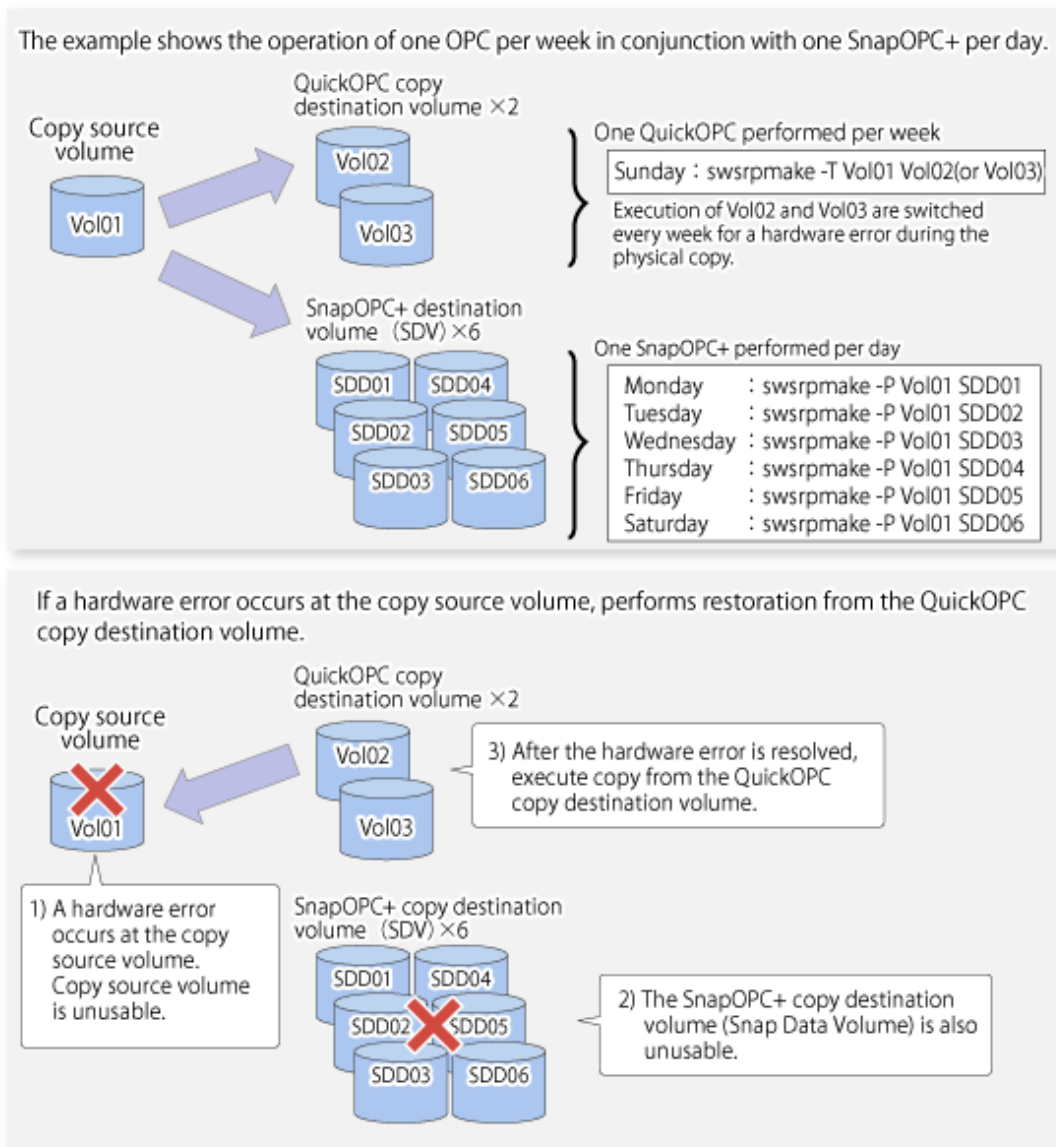 The example shows the operation of one OPC per week in conjunction with one SnapOPC+ per day.
QuickOPC copy
destination volume ×2
Copy source
volume
Vol01
Vol02
Vol03
One QuickOPC performed per week
Sunday : swsrpmake -T Vol01 Vol02(or Vol03)
Execution of Vol02 and Vol03 are switched
every week for a hardware error during the
physical copy.
SnapOPC+ destination
volume (SDV)×6
SDD01
SDD04
SDD02
SDD05
SDD03
SDD06
One SnapOPC+ performed per day
Monday : swsrpmake -P Vol01 SDD01
Tuesday : swsrpmake -P Vol01 SDD02
Wednesday : swsrpmake -P Vol01 SDD03
Thursday : swsrpmake -P Vol01 SDD04
Friday : swsrpmake -P Vol01 SDD05
Saturday : swsrpmake -P Vol01 SDD06
If a hardware error occurs at the copy source volume, performs restoration from the QuickOPC
copy destination volume.
QuickOPC copy
destination volume ×2
Copy source
volume
Vol01
Vol02
Vol03
3) After the hardware error is resolved,
execute copy from the QuickOPC
copy destination volume.
1) A hardware error
occurs at the copy
source volume.
Copy source volume
is unusable.
SnapOPC+ copy destination
volume (SDV)×6
SDD01
SDD04
SDD02
SDD05
SDD03
SDD06
2) The SnapOPC+ copy destination
volume (Snap Data Volume) is also
unusable.